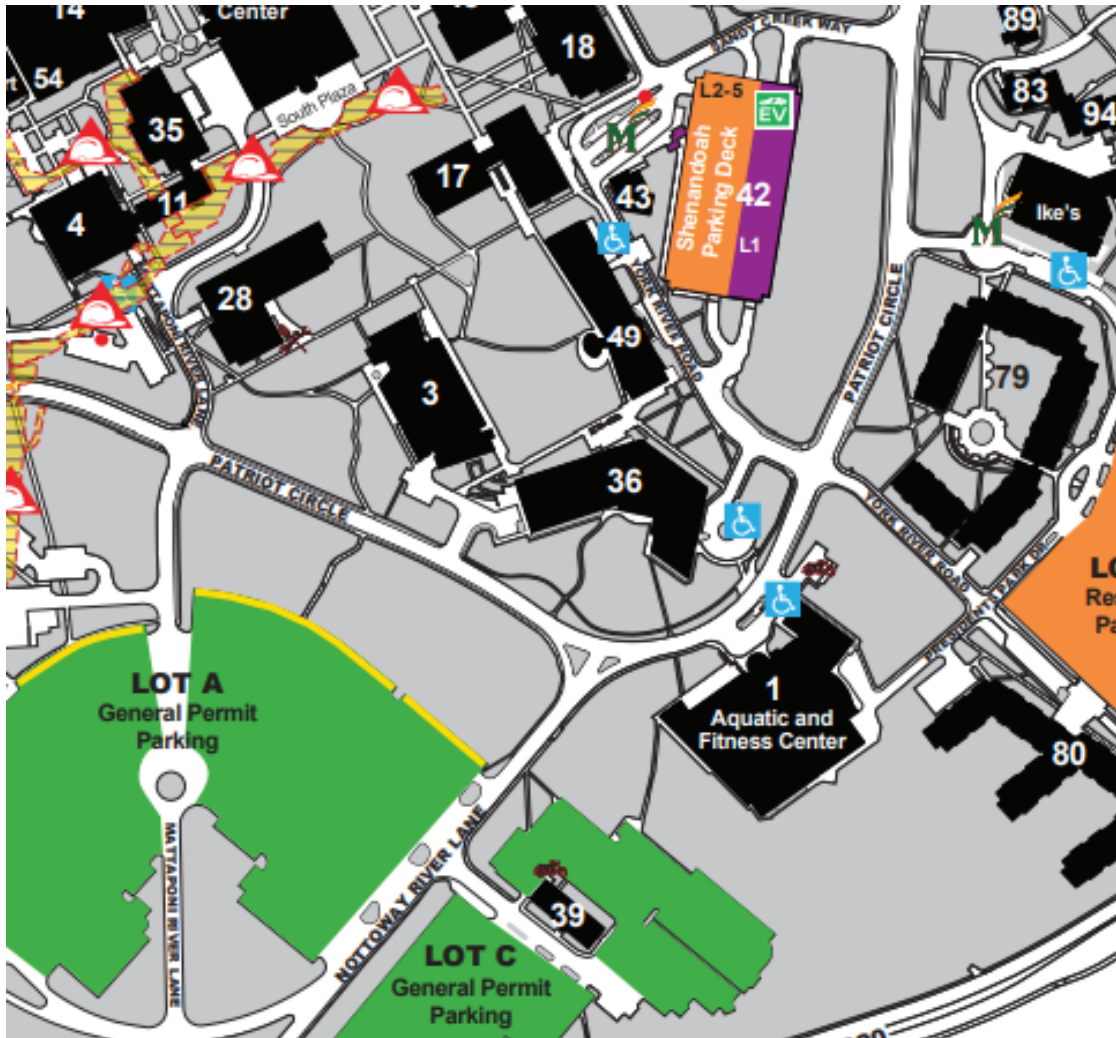 14
Center
18
SANDY CREEK WAY
89
54
35
South Plaza
L2-5
EV
83
94
M
17
Shenandoah
Parking Deck
42
L1
4
11
43
Ike's
M
28
YORK RIVER ROAD
PATRIOT CIRCLE
49
3
79
PATRIOT CIRCLE
36
YORK RIVER ROAD
PRESIDENTS PARK DR
LOT A
General Permit
Parking
1
Aquatic and
Fitness Center
80
MATTAPONI RIVER LANE
NOTTOWAY RIVER LANE
39
LOT C
General Permit
Parking